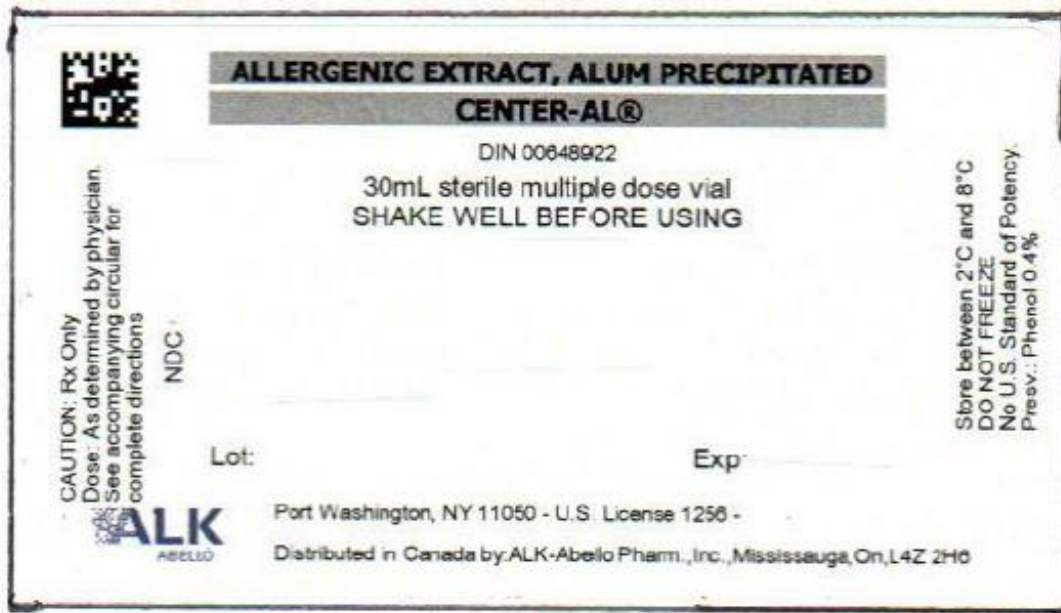 ALLERGENIC EXTRACT, ALUM PRECIPITATED
CENTER-AL®
DIN 00648922
30mL sterile multiple dose vial
SHAKE WELL BEFORE USING
CAUTION: Rx Only
Dose: As determined by physician.
See accompanying circular for
complete directions
NDC
Store between 2°C and 8°C
DO NOT FREEZE
No U.S. Standard of Potency.
Presv.: Phenol 0.4%
Lot:
Exp
ALK
ABELLÓ
Port Washington, NY 11050 - U.S. License 1256 -
Distributed in Canada by:ALK-Abello Pharm.,Inc.,Mississauga,On,L4Z 2H6